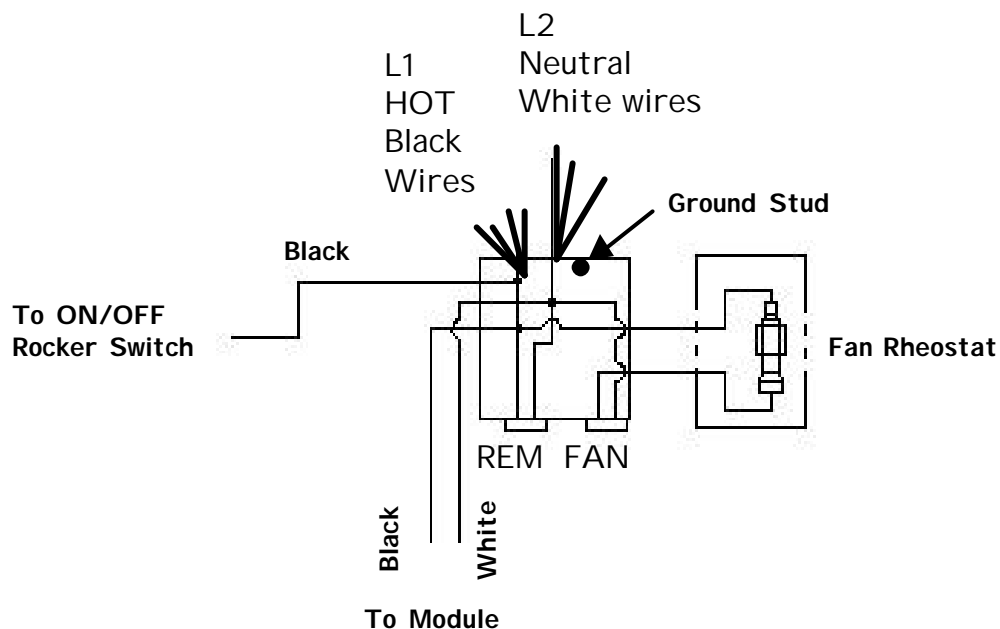 L2
Neutral
White wires
L1
HOT
Black
Wires
Ground Stud
Black
To ON/OFF
Rocker Switch
Fan Rheostat
REM FAN
Black
White
To Module